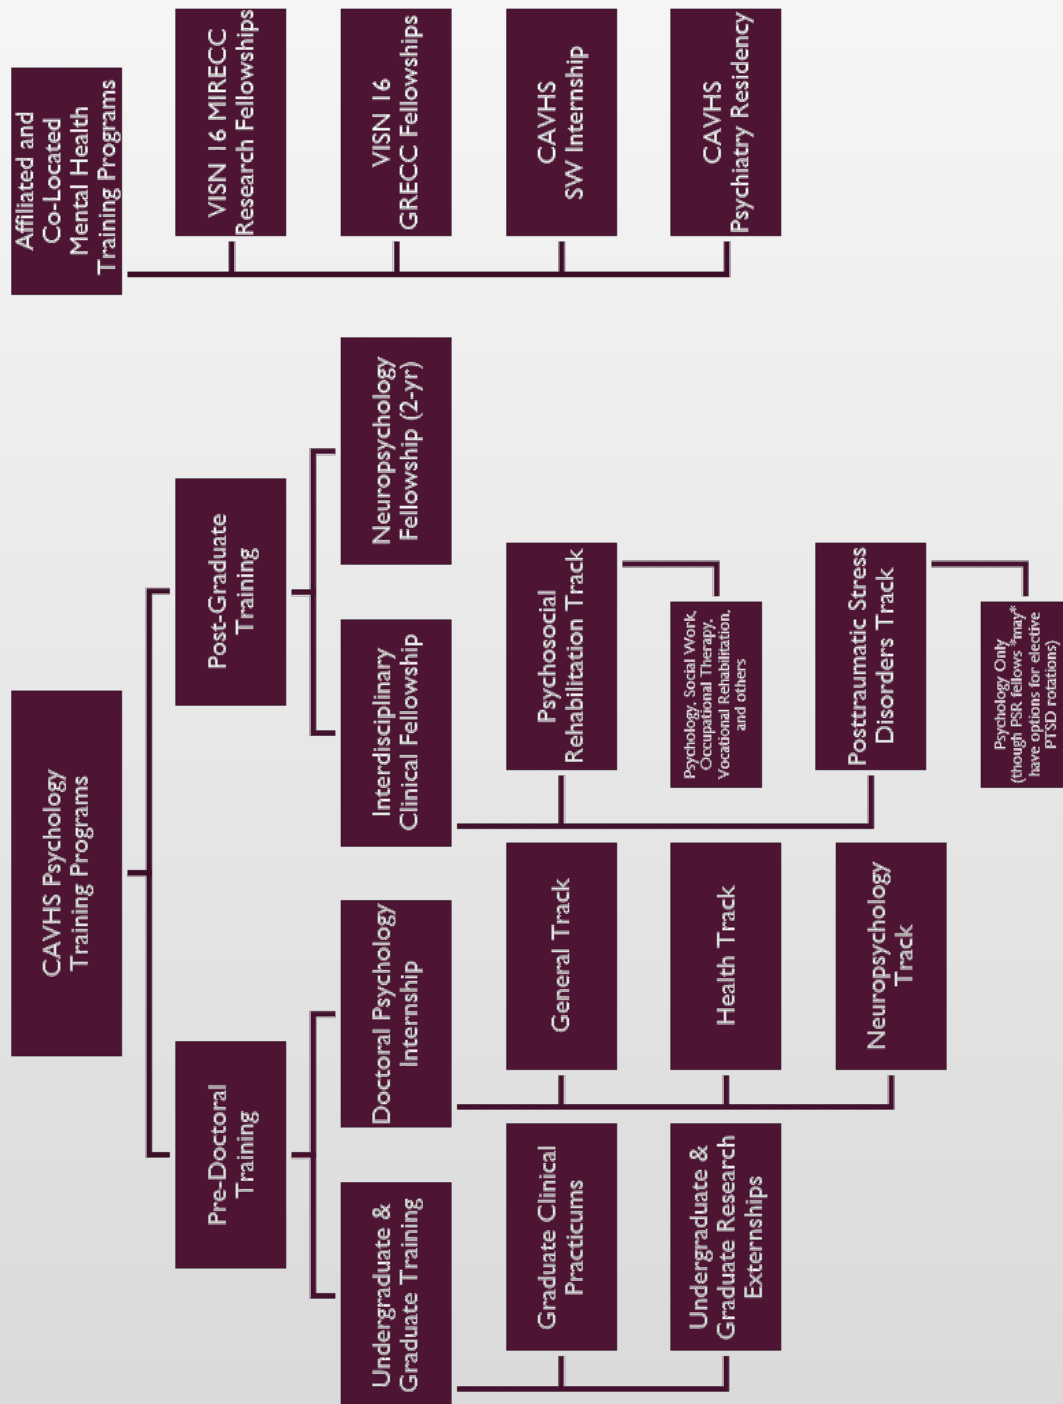 CAVHS Psychology
Training Programs
Pre-Doctoral
Training
Undergraduate &
Graduate Training
Graduate Clinical
Practicums
Undergraduate &
Graduate Research
Externships
Doctoral Psychology
Internship
General Track
Health Track
Neuropsychology
Track
Post-Graduate
Training
Interdisciplinary
Clinical Fellowship
Psychosocial
Rehabilitation Track
Psychology, Social Work,
Occupational Therapy,
Vocational Rehabilitation,
and others
Posttraumatic Stress
Disorders Track
Psychology Only
(though PSR fellows *may*
have options for elective
PTSD rotations)
Neuropsychology
Fellowship (2-yr)
Affiliated and
Co-Located
Mental Health
Training Programs
VISN 16 MIRECC
Research Fellowships
VISN 16
GRECC Fellowships
CAVHS
SW Internship
CAVHS
Psychiatry Residency